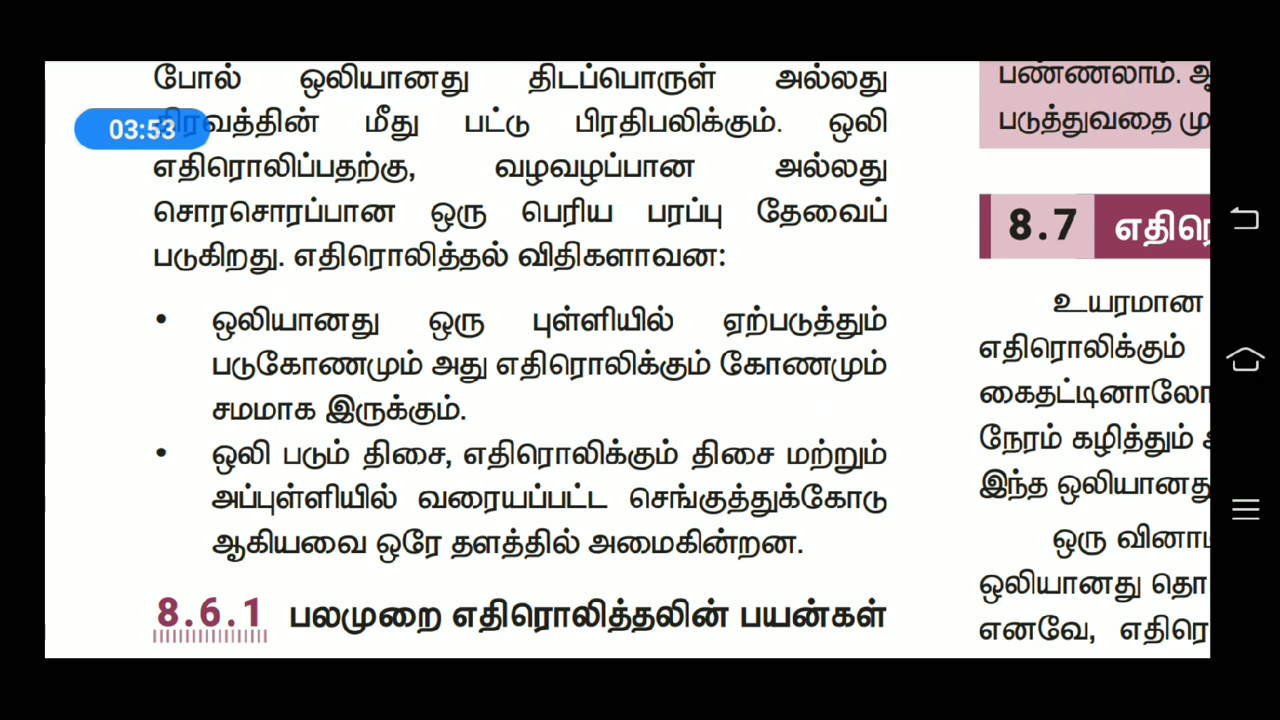 போல் ஒலியானது திடப்பொருள் அல்லது
03:53
திரவத்தின் மீது பட்டு பிரதிபலிக்கும். ஒலி
எதிரொலிப்பதற்கு, வழவழப்பான அல்லது
சொரசொரப்பான ஒரு பெரிய பரப்பு தேவைப்
படுகிறது. எதிரொலித்தல் விதிகளாவன:
• ஒலியானது ஒரு புள்ளியில் ஏற்படுத்தும்
படுகோணமும் அது எதிரொலிக்கும் கோணமும்
சமமாக இருக்கும்.
• ஒலி படும் திசை, எதிரொலிக்கும் திசை மற்றும்
அப்புள்ளியில் வரையப்பட்ட செங்குத்துக்கோடு
ஆகியவை ஒரே தளத்தில் அமைகின்றன.
8.6.1 பலமுறை எதிரொலித்தலின் பயன்கள்
பண்ணலாம்.
படுத்துவதை மு
8.7 எதிரொ
உயரமான
எதிரொலிக்கும்
கைதட்டினாலோ
நேரம் கழித்தும்
இந்த ஒலியானது
ஒரு வினாடி
ஒலியானது தொ
எனவே, எதிரொ